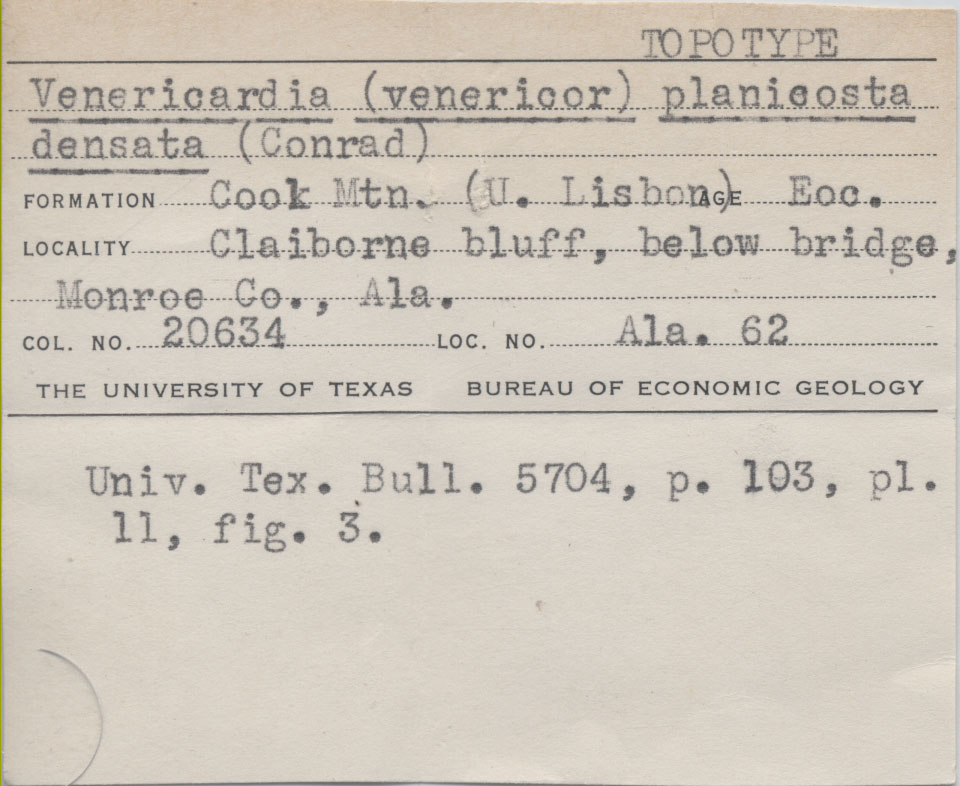 TOPOTYPE
Venericardia (venericor) planicosta
densata (Conrad)
FORMATION Cook Mtn. (U. Lisbon) AGE Eoc.
LOCALITY Claiborne bluff, below bridge,
Monroe Co., Ala.
COL. NO. 20634 LOC. NO. Ala. 62
THE UNIVERSITY OF TEXAS BUREAU OF ECONOMIC GEOLOGY
Univ. Tex. Bull. 5704, p. 103, pl.
11, fig. 3.